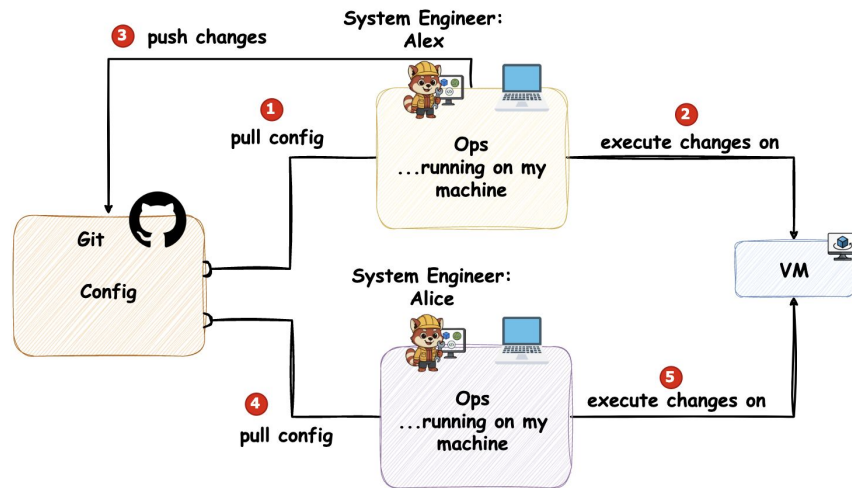 System Engineer:
Alex
3 push changes
1
pull config
2
execute changes on
Ops
...running on my
machine
Git
Config
System Engineer:
Alice
VM
Ops
...running on my
machine
4
pull config
5
execute changes on